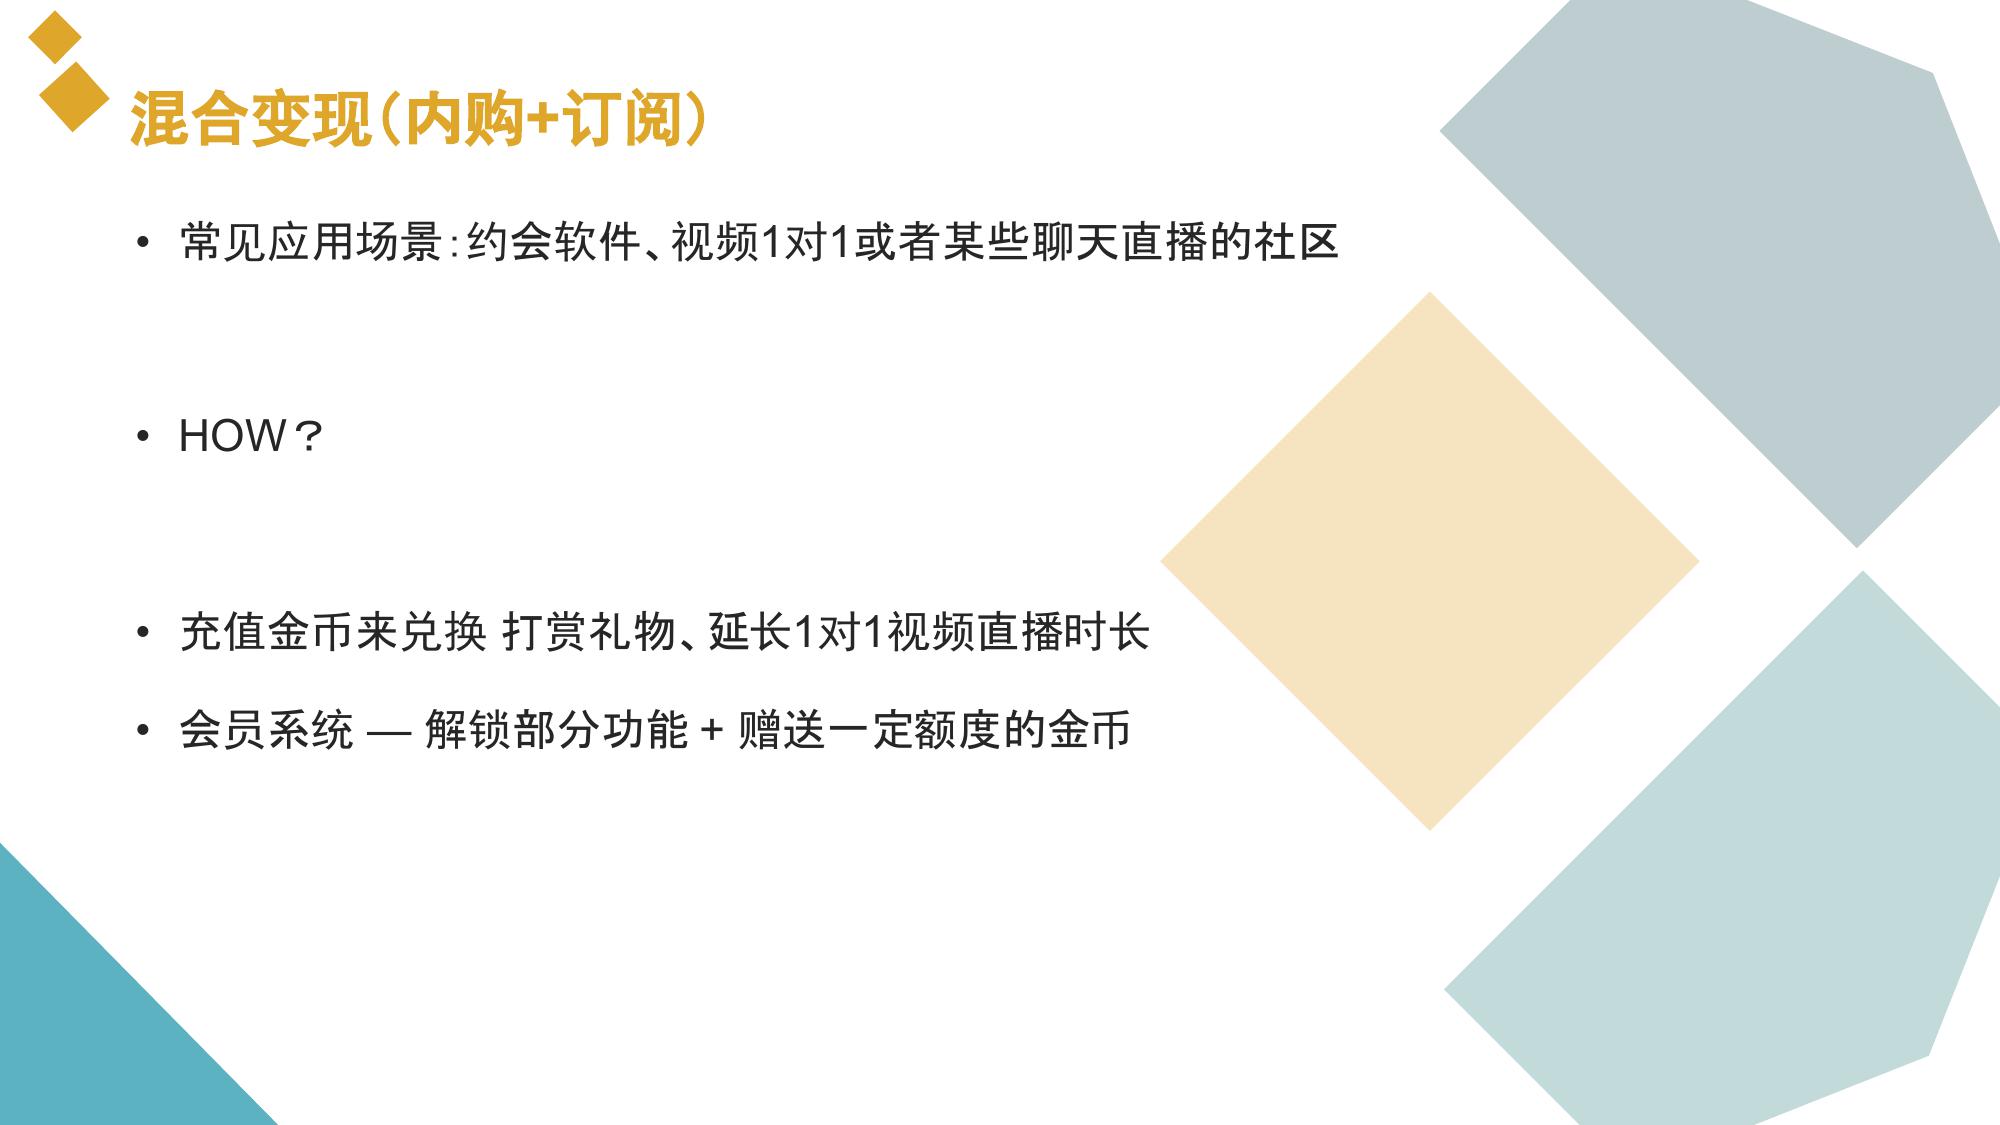 混合变现（内购+订阅）
• 常见应用场景：约会软件、视频1对1或者某些聊天直播的社区
• HOW？
• 充值金币来兑换 打赏礼物、延长1对1视频直播时长
• 会员系统 — 解锁部分功能 + 赠送一定额度的金币